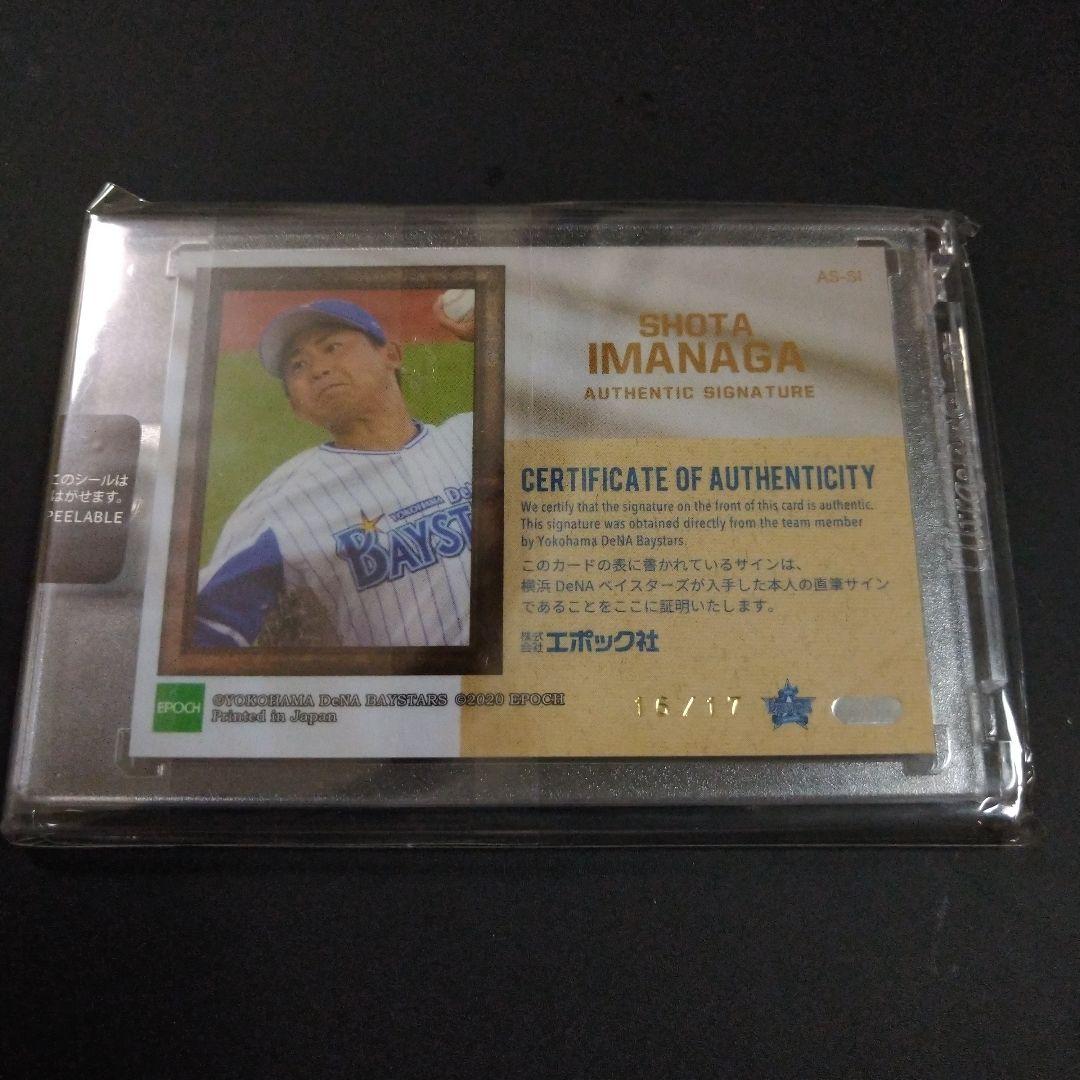 AS-SI
SHOTA
IMANAGA
AUTHENTIC SIGNATURE
YOKOHAMA DeN
BAYST
CERTIFICATE OF AUTHENTICITY
We certify that the signature on the front of this card is authentic.
This signature was obtained directly from the team member
by Yokohama DeNA Baystars.
このカードの表に書かれているサインは、
横浜 DeNA ベイスターズが入手した本人の直筆サイン
であることをここに証明いたします。
株式会社 エポック社
このシールは
はがせます。
PEELABLE
EPOCH
©YOKOHAMA DeNA BAYSTARS ©2020 EPOCH
Printed in Japan
16/17